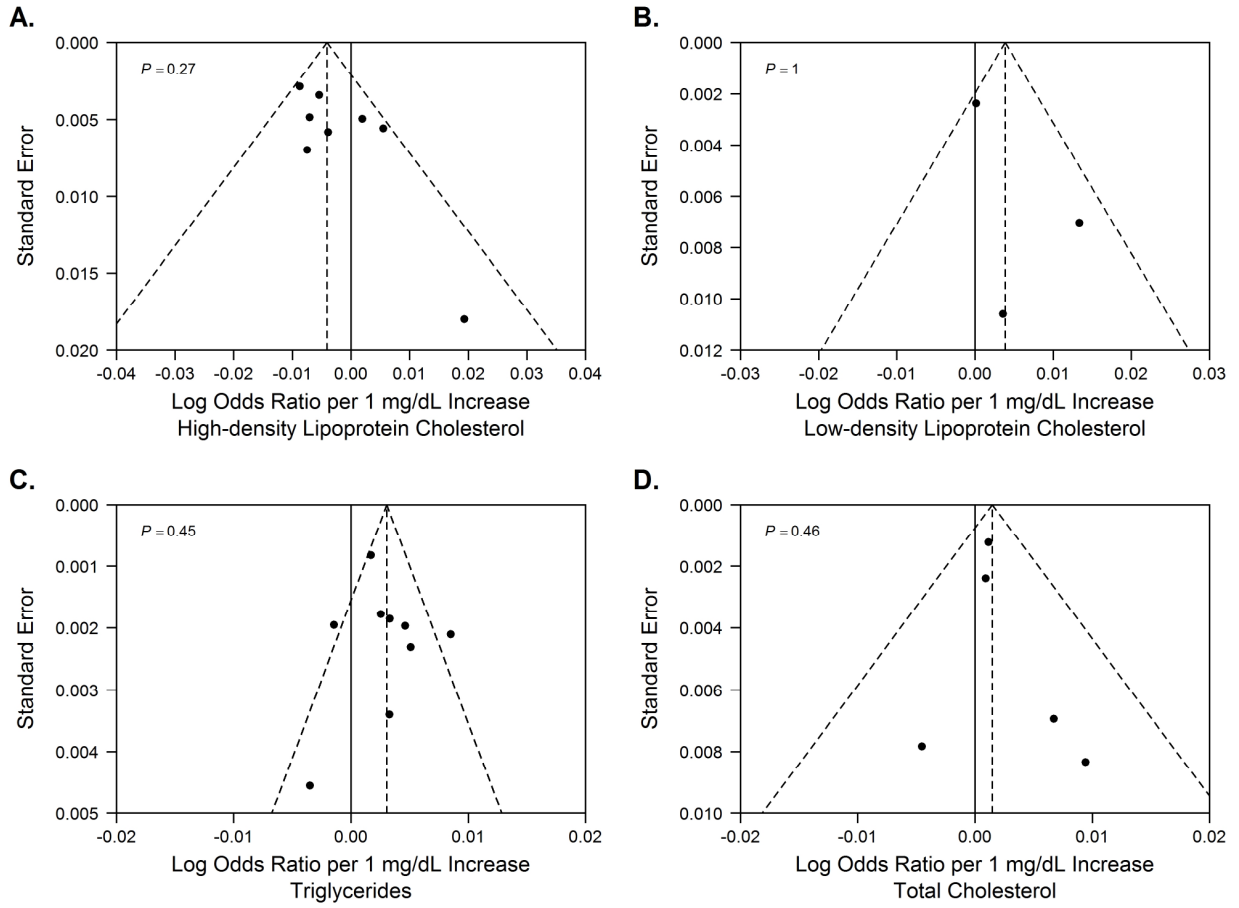 A.
P = 0.27
Standard Error
0.000
0.005
0.010
0.015
0.020
-0.04 -0.03 -0.02 -0.01 0.00 0.01 0.02 0.03 0.04
Log Odds Ratio per 1 mg/dL Increase
High-density Lipoprotein Cholesterol
B.
P = 1
Standard Error
0.000
0.002
0.004
0.006
0.008
0.010
0.012
-0.03 -0.02 -0.01 0.00 0.01 0.02 0.03
Log Odds Ratio per 1 mg/dL Increase
Low-density Lipoprotein Cholesterol
C.
P = 0.45
Standard Error
0.000
0.001
0.002
0.003
0.004
0.005
-0.02 -0.01 0.00 0.01 0.02
Log Odds Ratio per 1 mg/dL Increase
Triglycerides
D.
P = 0.46
Standard Error
0.000
0.002
0.004
0.006
0.008
0.010
-0.02 -0.01 0.00 0.01 0.02
Log Odds Ratio per 1 mg/dL Increase
Total Cholesterol